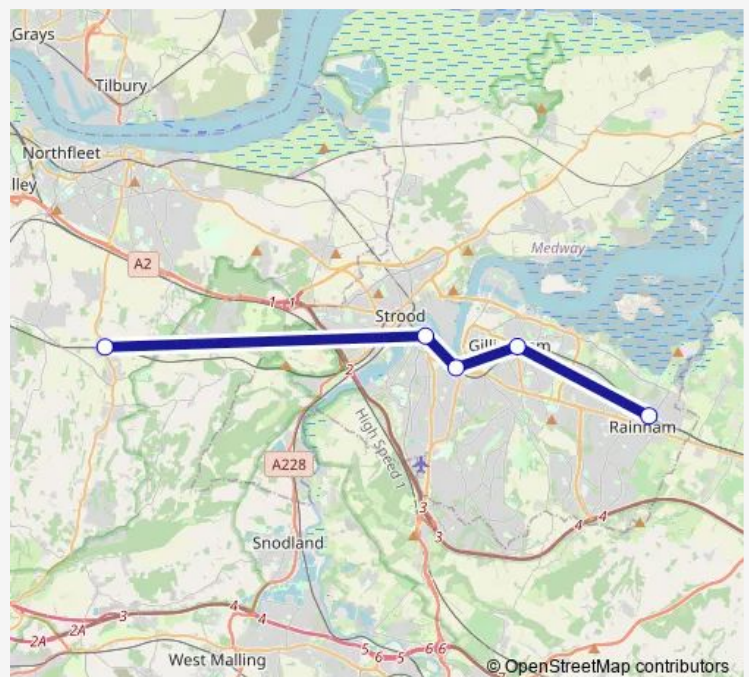 Grays
Tilbury
Northfleet
lley
A2
1 1
Medway
Strood
2
High Speed 1
A228
Rainham
3
3
4 4
Snodland
3
4
4
2A 2A
5
6 5
6 6
7
West Malling
© OpenStreetMap contributors